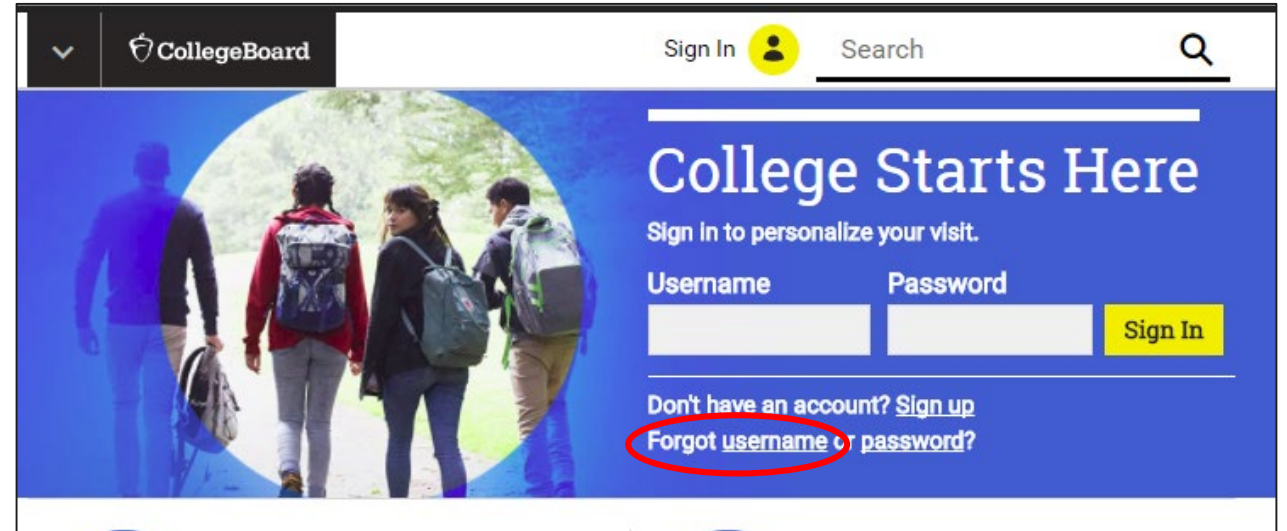 CollegeBoard
Sign In
Search
College Starts Here
Sign in to personalize your visit.
Username Password
Sign In
Don't have an account? Sign up
Forgot username or password?